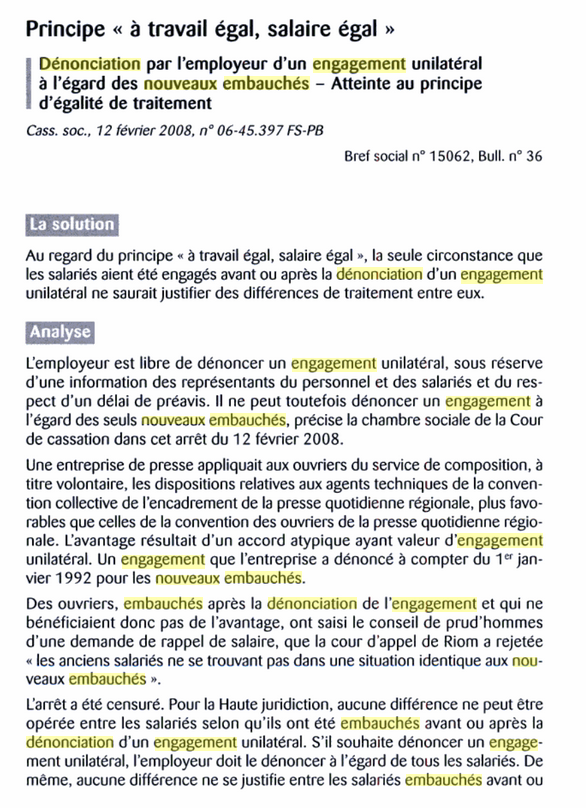 Principe « à travail égal, salaire égal »
Dénonciation par l'employeur d'un engagement unilatéral
à l'égard des nouveaux embauchés – Atteinte au principe
d'égalité de traitement
Cass. soc., 12 février 2008, n° 06-45.397 FS-PB
Bref social n° 15062, Bull. n° 36
La solution
Au regard du principe « à travail égal, salaire égal », la seule circonstance que
les salariés aient été engagés avant ou après la dénonciation d'un engagement
unilatéral ne saurait justifier des différences de traitement entre eux.
Analyse
L'employeur est libre de dénoncer un engagement unilatéral, sous réserve
d'une information des représentants du personnel et des salariés et du res-
pect d'un délai de préavis. Il ne peut toutefois dénoncer un engagement à
l'égard des seuls nouveaux embauchés, précise la chambre sociale de la Cour
de cassation dans cet arrêt du 12 février 2008.
Une entreprise de presse appliquait aux ouvriers du service de composition, à
titre volontaire, les dispositions relatives aux agents techniques de la conven-
tion collective de l'encadrement de la presse quotidienne régionale, plus favo-
rables que celles de la convention des ouvriers de la presse quotidienne régio-
nale. L'avantage résultait d'un accord atypique ayant valeur d'engagement
unilatéral. Un engagement que l'entreprise a dénoncé à compter du 1er jan-
vier 1992 pour les nouveaux embauchés.
Des ouvriers, embauchés après la dénonciation de l'engagement et qui ne
bénéficiaient donc pas de l'avantage, ont saisi le conseil de prud'hommes
d'une demande de rappel de salaire, que la cour d'appel de Riom a rejetée
« les anciens salariés ne se trouvant pas dans une situation identique aux nou-
veaux embauchés ».
L'arrêt a été censuré. Pour la Haute juridiction, aucune différence ne peut être
opérée entre les salariés selon qu'ils ont été embauchés avant ou après la
dénonciation d'un engagement unilatéral. S'il souhaite dénoncer un engage-
ment unilatéral, l'employeur doit le dénoncer à l'égard de tous les salariés. De
même, aucune différence ne se justifie entre les salariés embauchés avant ou